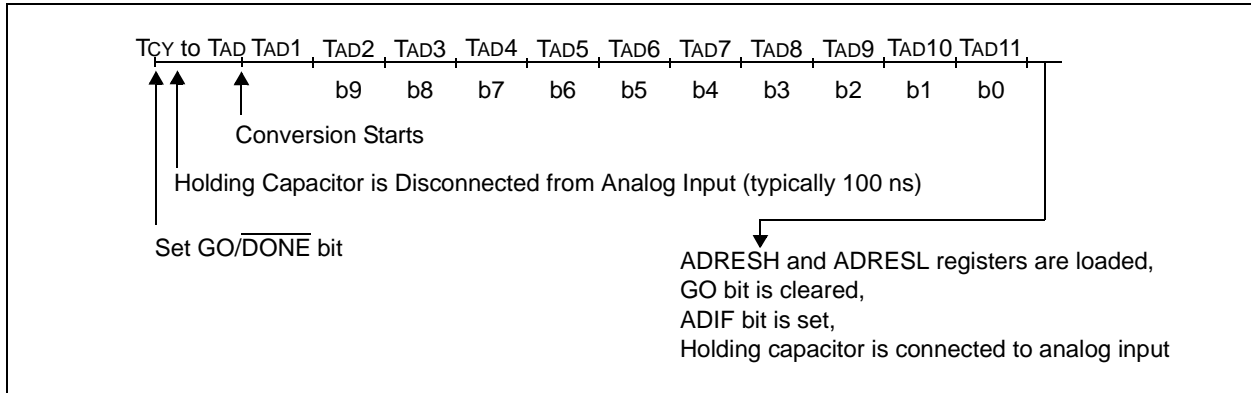 TCY to TAD TAD1 TAD2 TAD3 TAD4 TAD5 TAD6 TAD7 TAD8 TAD9 TAD10 TAD11
b9 b8 b7 b6 b5 b4 b3 b2 b1 b0
Conversion Starts
Holding Capacitor is Disconnected from Analog Input (typically 100 ns)
Set GO/DONE bit
ADRESH and ADRESL registers are loaded,
GO bit is cleared,
ADIF bit is set,
Holding capacitor is connected to analog input